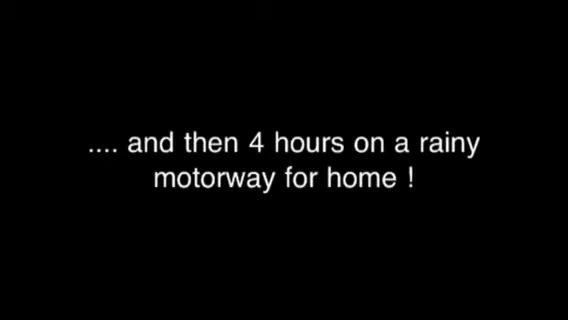 .... and then 4 hours on a rainy
motorway for home !